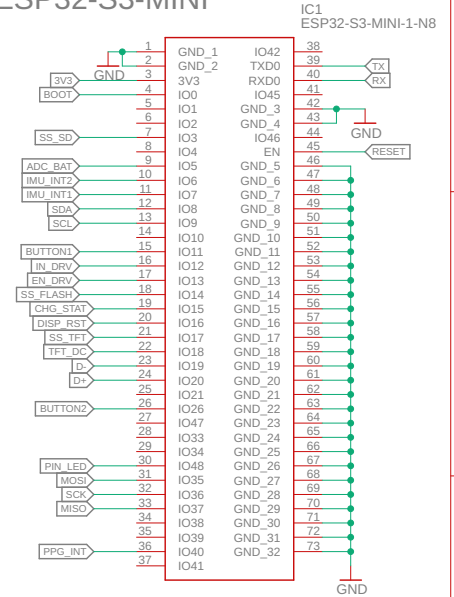 ESP32-S3-MINI
IC1
ESP32-S3-MINI-1-N8
1 GND_1 IO42 38
2 GND_2 TXD0 39 TX
GND
3V3 3 3V3 RXD0 40 RX
BOOT 4 IO0 IO45 41
5 IO1 GND_3 42
6 IO2 GND_4 43
GND
SS_SD 7 IO3 IO46 44
8 IO4 EN 45 RESET
ADC_BAT 9 IO5 GND_5 46
IMU_INT2 10 IO6 GND_6 47
IMU_INT1 11 IO7 GND_7 48
SDA 12 IO8 GND_8 49
SCL 13 IO9 GND_9 50
14 IO10 GND_10 51
BUTTON1 15 IO11 GND_11 52
IN_DRV 16 IO12 GND_12 53
EN_DRV 17 IO13 GND_13 54
SS_FLASH 18 IO14 GND_14 55
CHG_STAT 19 IO15 GND_15 56
DISP_RST 20 IO16 GND_16 57
SS_TFT 21 IO17 GND_17 58
TFT_DC 22 IO18 GND_18 59
D- 23 IO19 GND_19 60
D+ 24 IO20 GND_20 61
25 IO21 GND_21 62
BUTTON2 26 IO26 GND_22 63
27 IO47 GND_23 64
28 IO33 GND_24 65
29 IO34 GND_25 66
PIN_LED 30 IO48 GND_26 67
MOSI 31 IO35 GND_27 68
SCK 32 IO36 GND_28 69
MISO 33 IO37 GND_29 70
34 IO38 GND_30 71
35 IO39 GND_31 72
PPG_INT 36 IO40 GND_32 73
37 IO41
GND